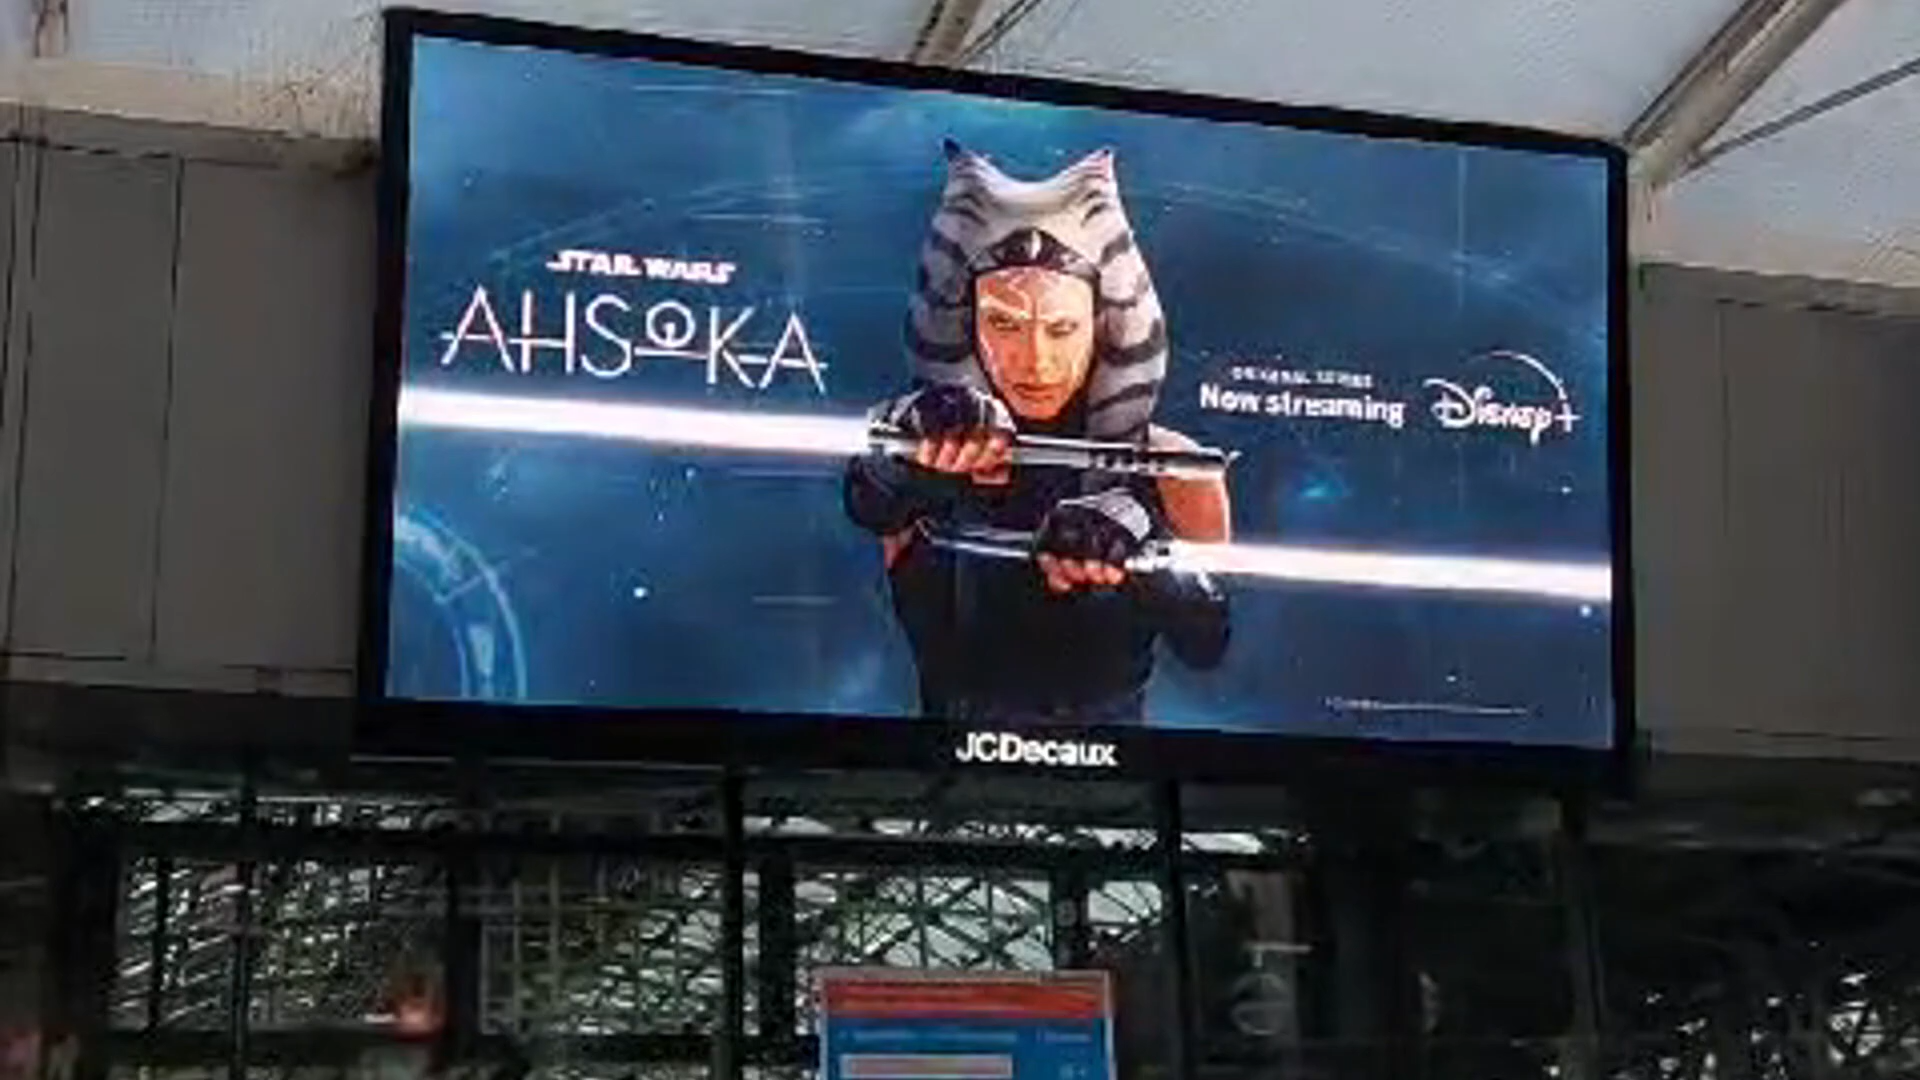 STAR WARS
AHSOKA
ORIGINAL SERIES
Now streaming
Disney+
JCDecaux